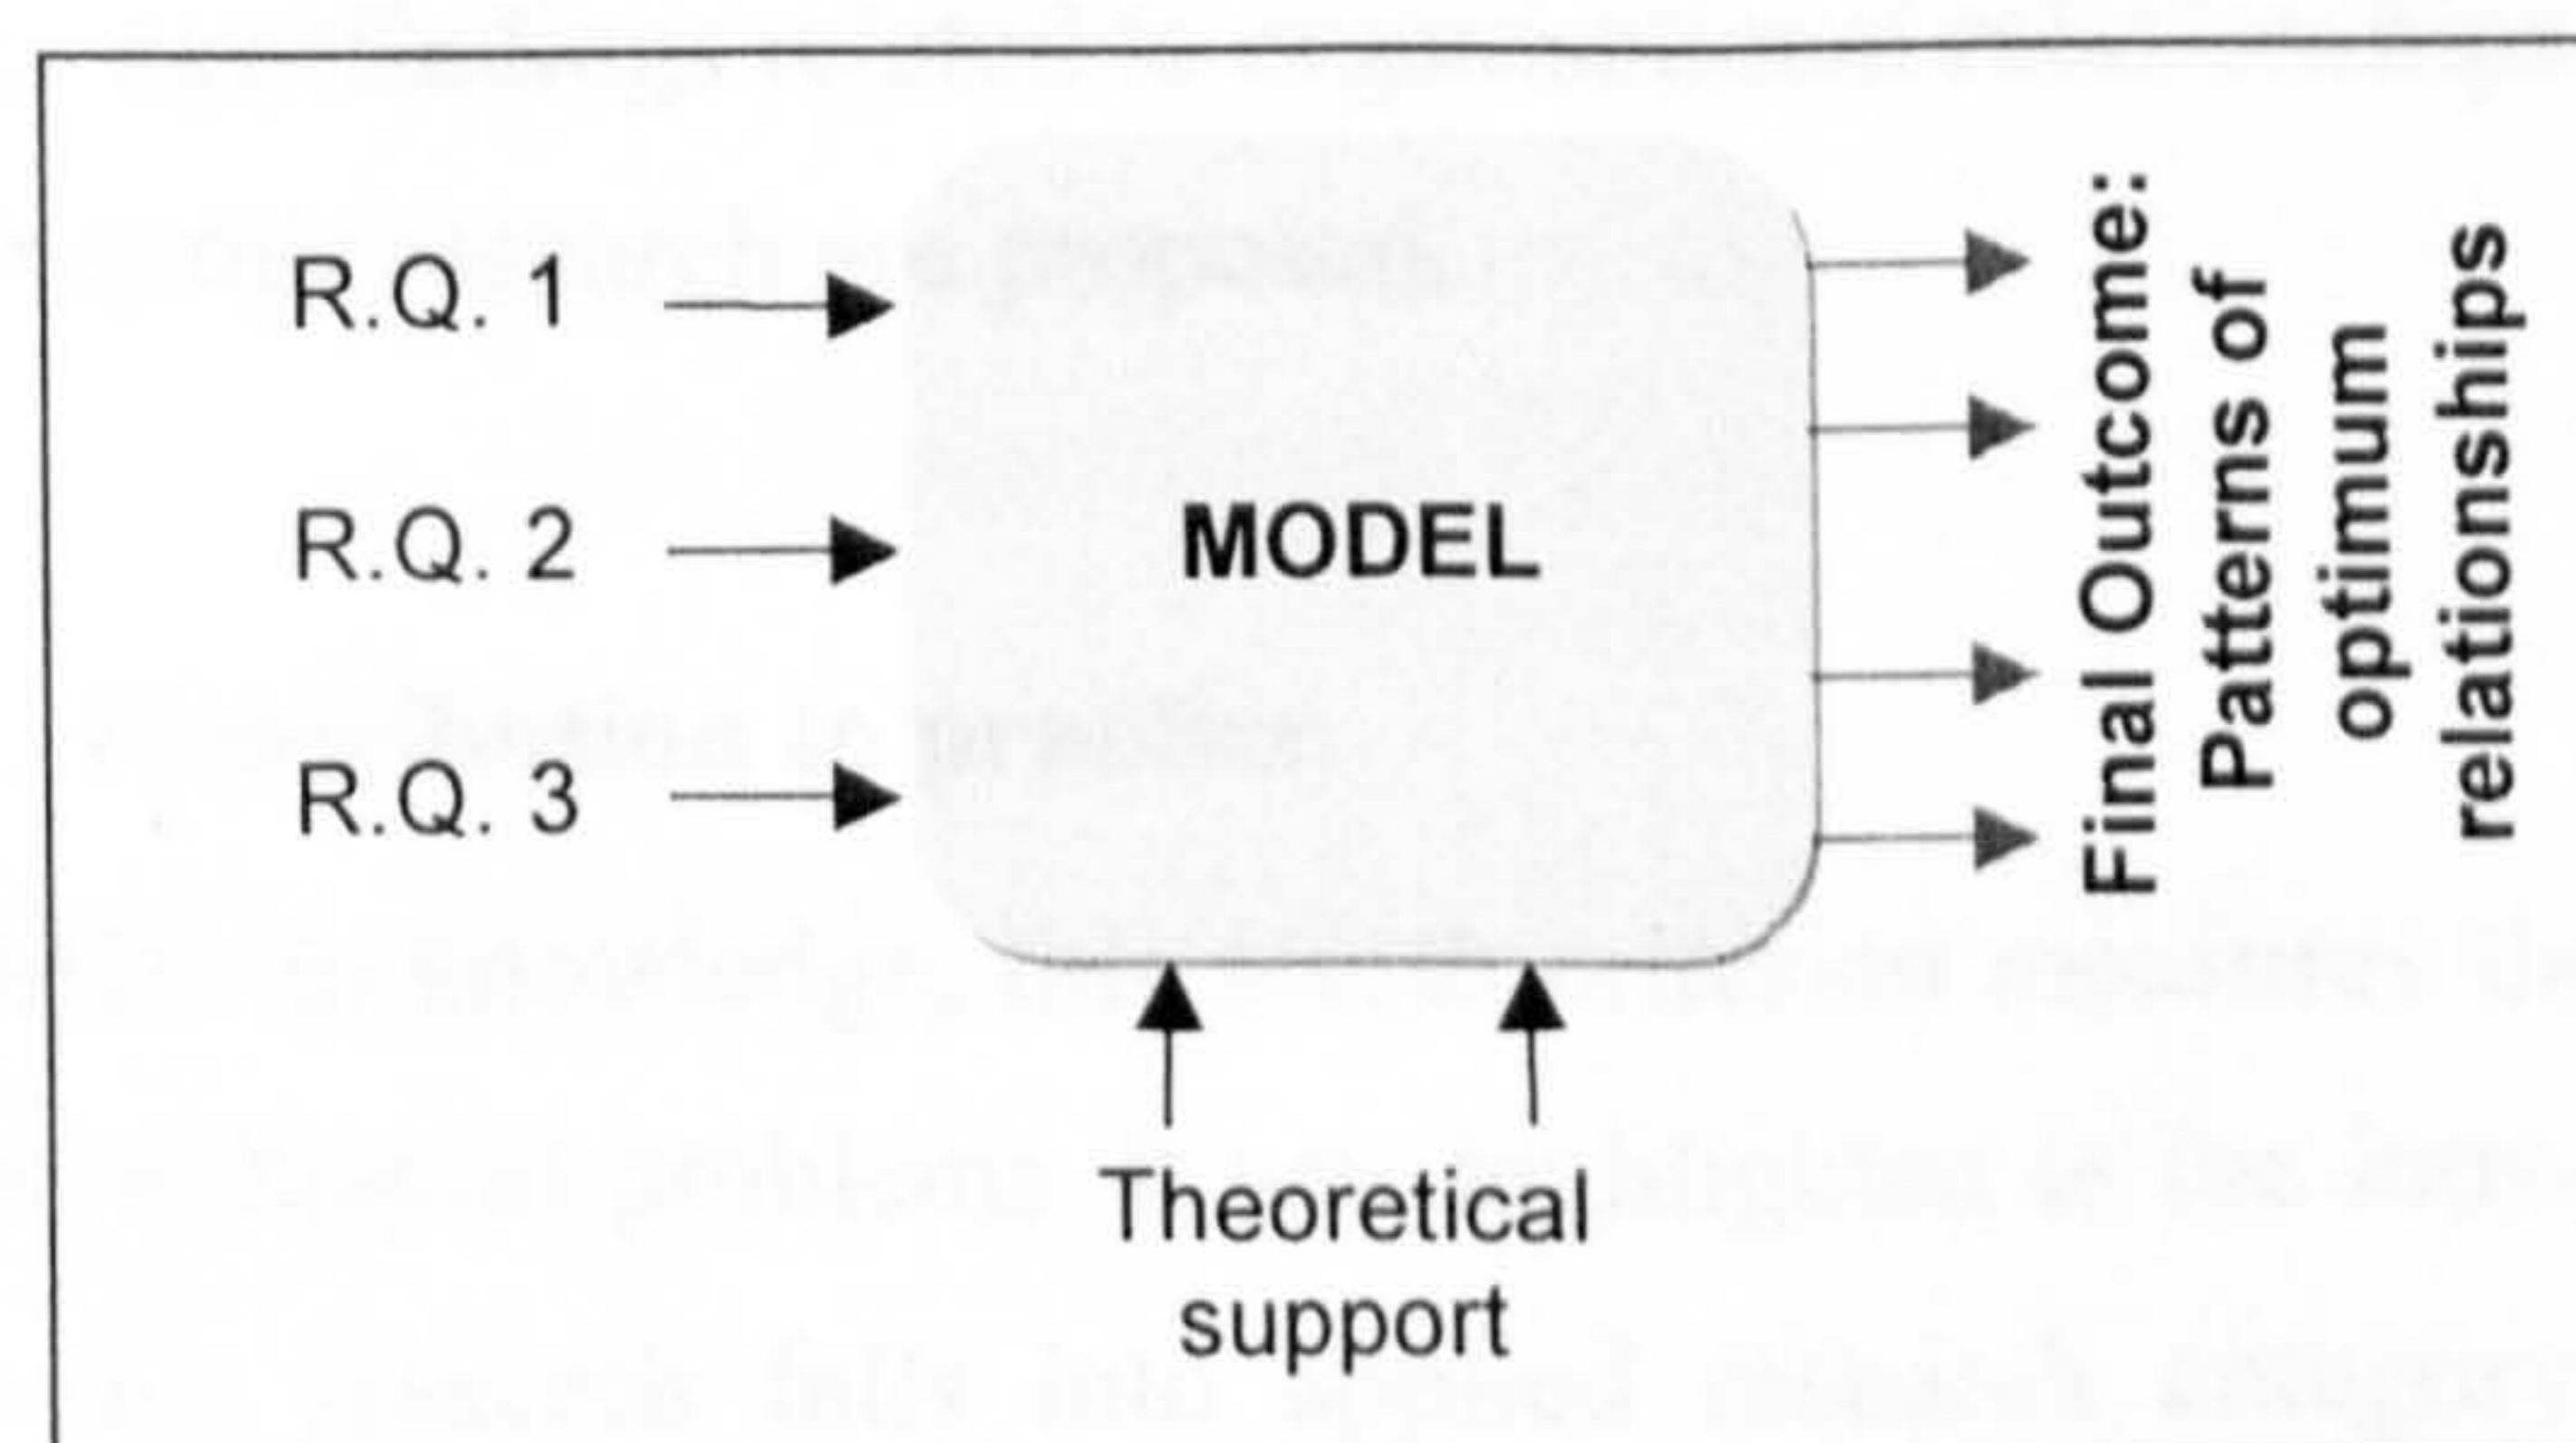 R.Q. 1
R.Q. 2
R.Q. 3
MODEL
Theoretical
support
Final Outcome:
Patterns of
optimum
relationships